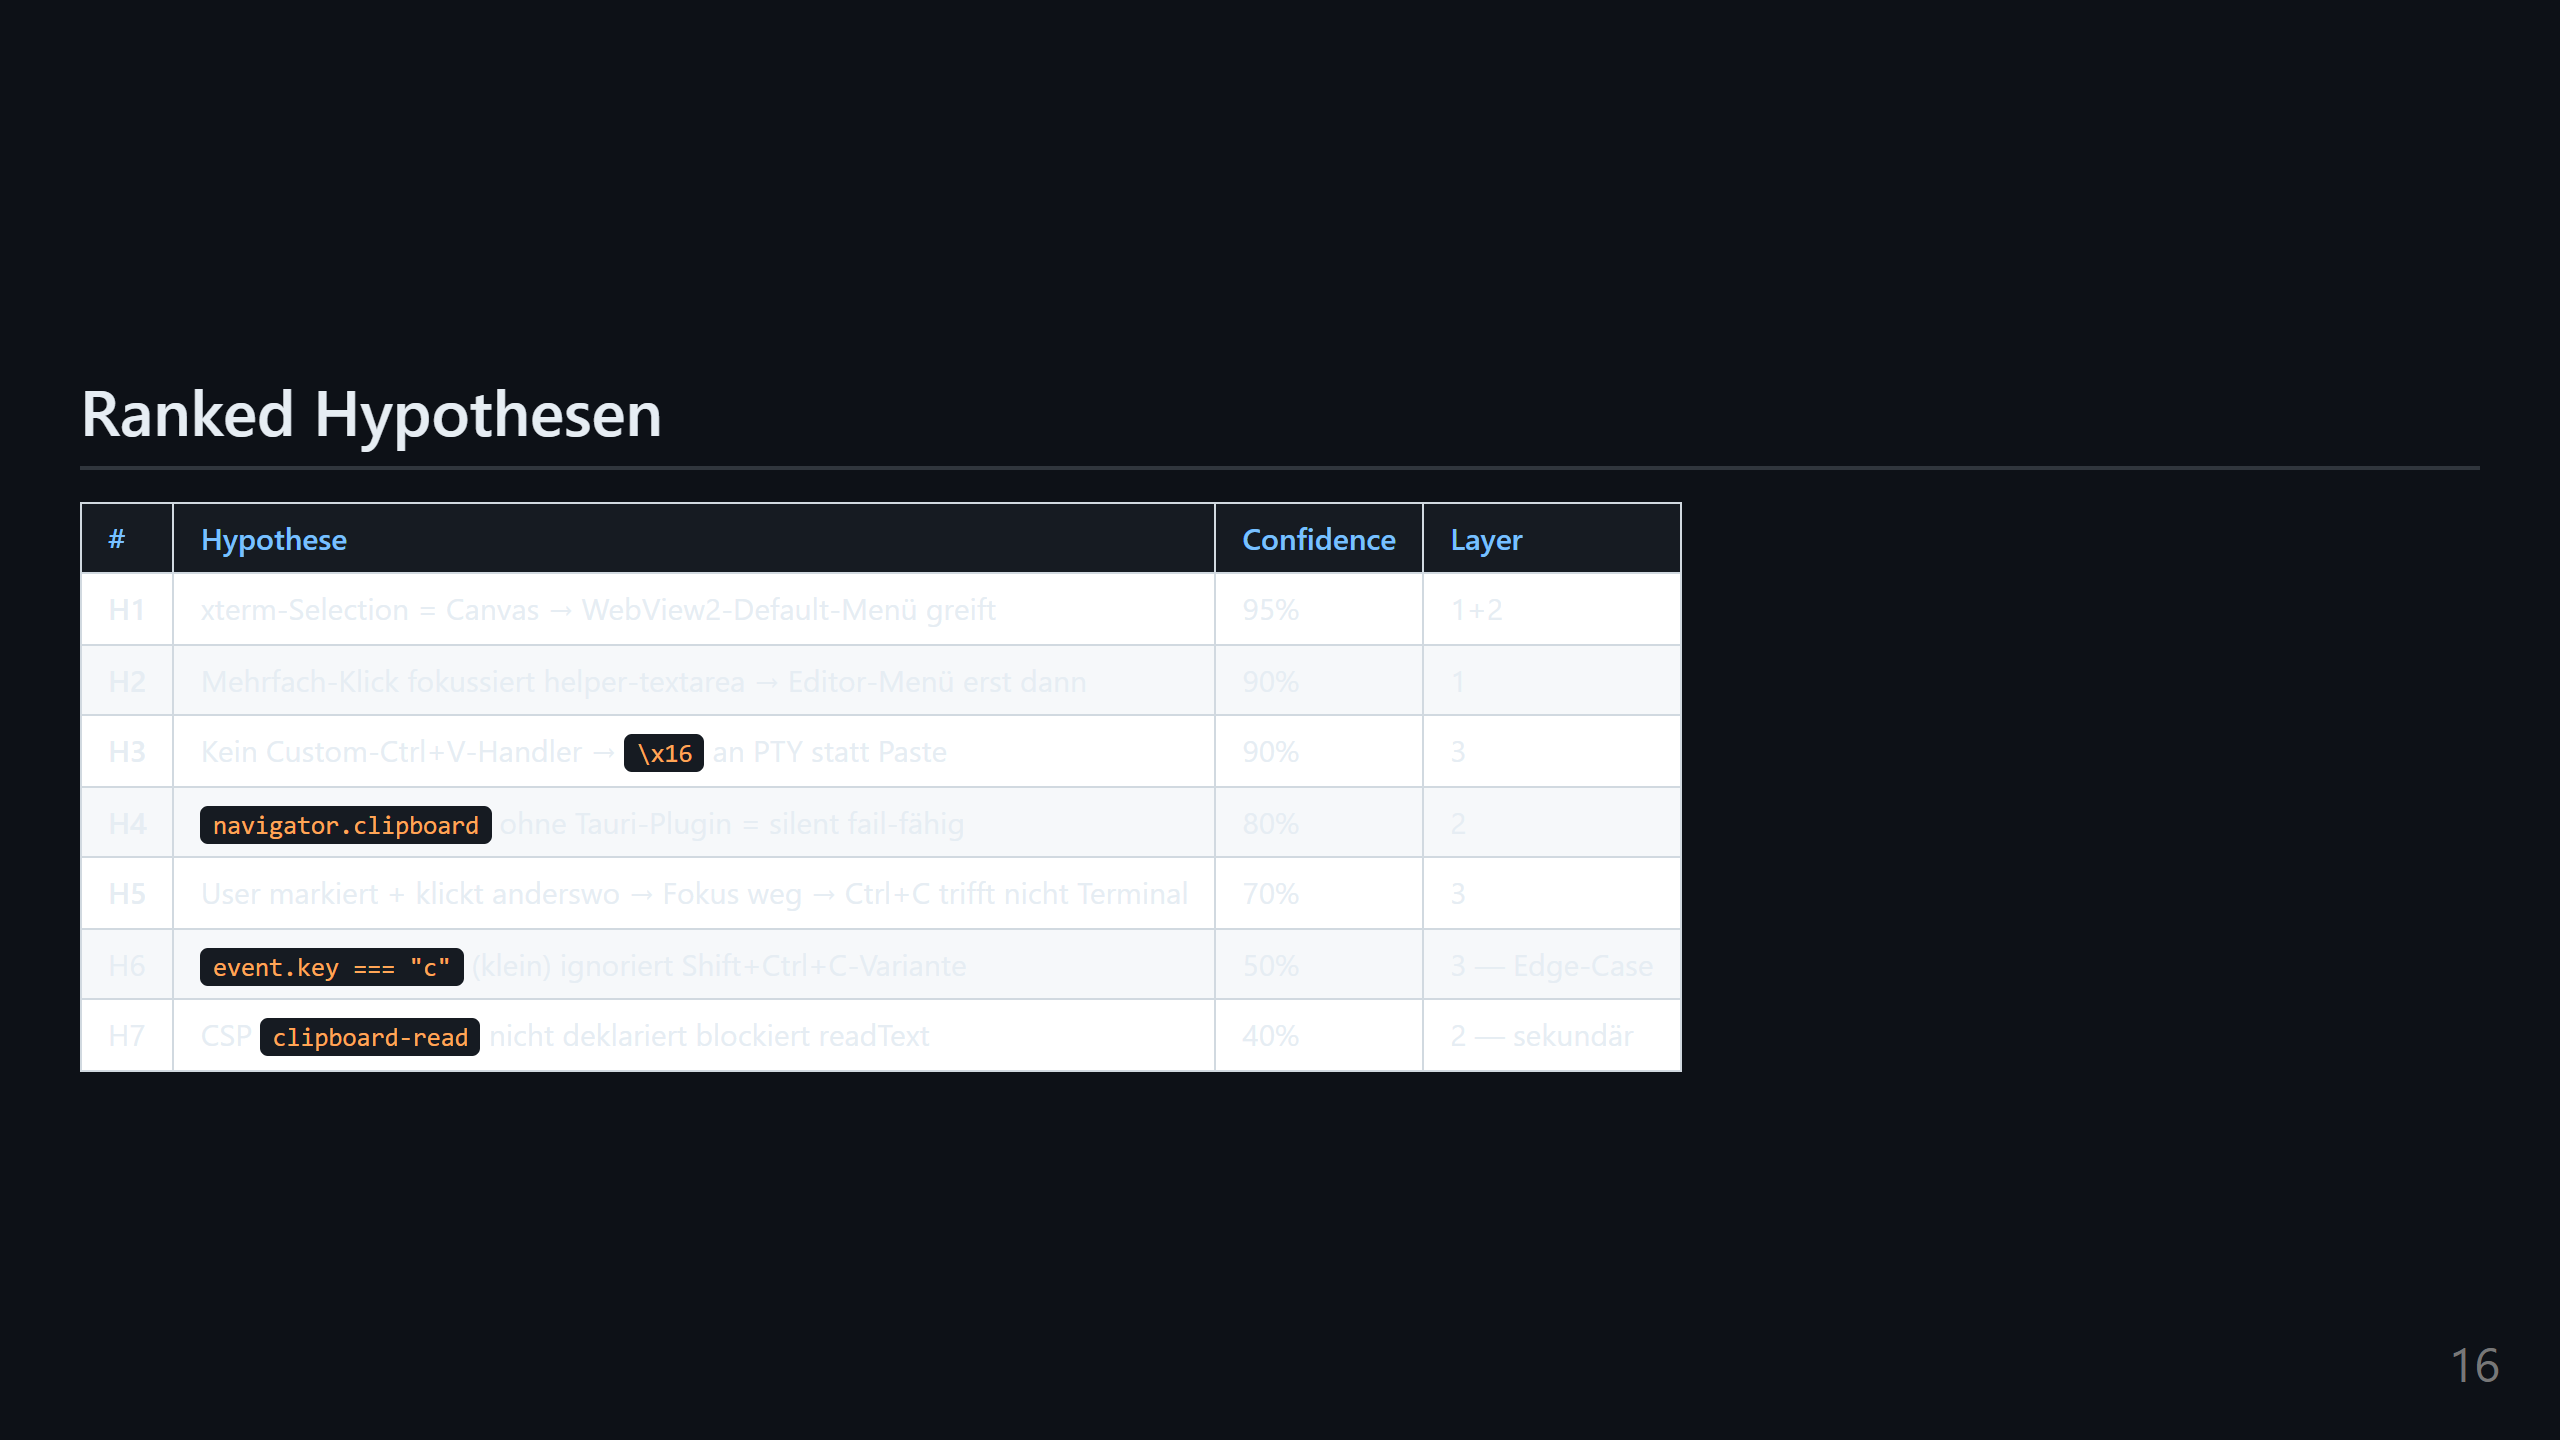 Ranked Hypothesen
# Hypothese Confidence Layer
H1 xterm-Selection = Canvas → WebView2-Default-Menü greift 95% 1+2
H2 Mehrfach-Klick fokussiert helper-textarea → Editor-Menü erst dann 90% 1
H3 Kein Custom-Ctrl+V-Handler → \x16 an PTY statt Paste 90% 3
H4 navigator.clipboard ohne Tauri-Plugin = silent fail-fähig 80% 2
H5 User markiert + klickt anderswo → Fokus weg → Ctrl+C trifft nicht Terminal 70% 3
H6 event.key === "c" (klein) ignoriert Shift+Ctrl+C-Variante 50% 3 — Edge-Case
H7 CSP clipboard-read nicht deklariert blockiert readText 40% 2 — sekundär
16